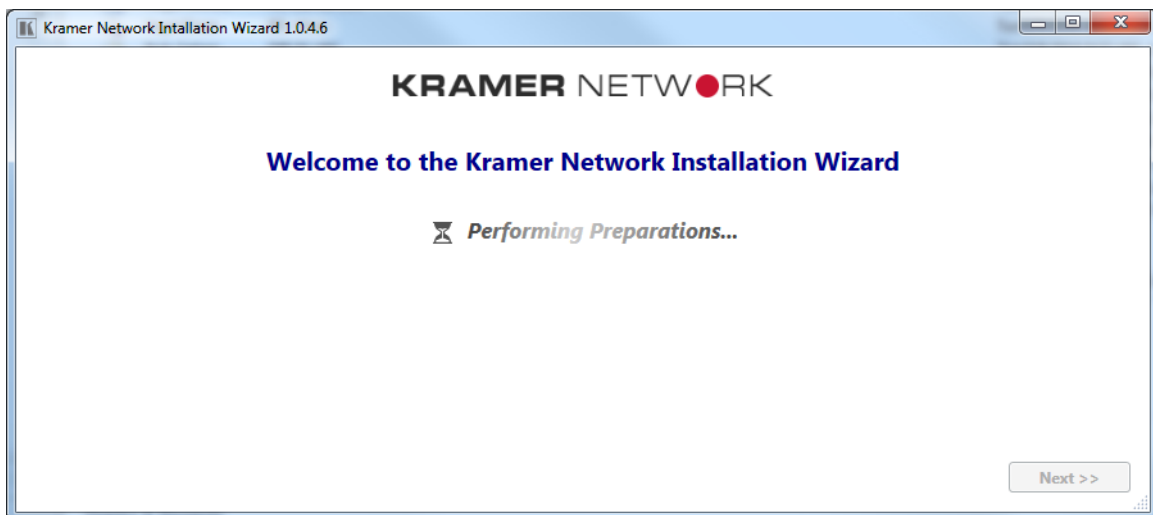 Kramer Network Intallation Wizard 1.0.4.6
KRAMER NETWORK
Welcome to the Kramer Network Installation Wizard
Performing Preparations...
Next >>